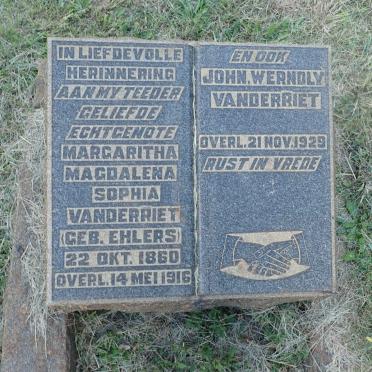 IN LIEFDEVOLLE
HERINNERING
AAN MY TEEDER
GELIEFDE
ECHTGENOTE
MARGARITHA
MAGDALENA
SOPHIA
VANDERRIET
(GEB. EHLERS)
22 OKT. 1860
OVERL. 14 MEI 1916
EN OOK
JOHN. WERNDLY
VANDERRIET
OVERL. 21 NOV. 1929
RUST IN VREDE